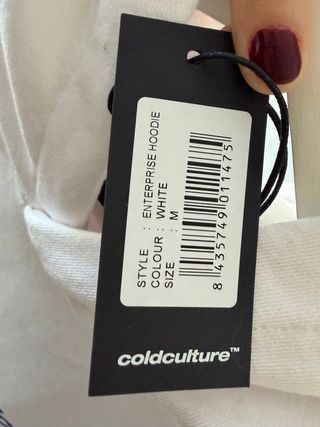 STYLE : ENTERPRISE HOODIE
COLOUR : WHITE
SIZE : M
8 435749 011475
coldculture™